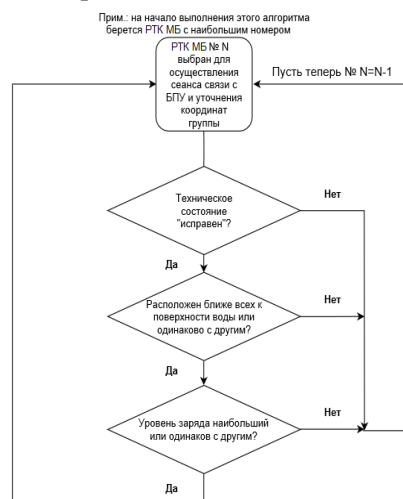 Прим.: на начало выполнения этого алгоритма
берется РТК МБ с наибольшим номером
РТК МБ № N
выбран для
осуществления
сеанса связи с
БПУ и уточнения
координат
группы
Пусть теперь № N=N-1
Техническое
состояние
"исправен"?
Нет
Да
Расположен ближе всех к
поверхности воды или
одинаково с другим?
Нет
Да
Уровень заряда наибольший
или одинаков с другим?
Нет
Да